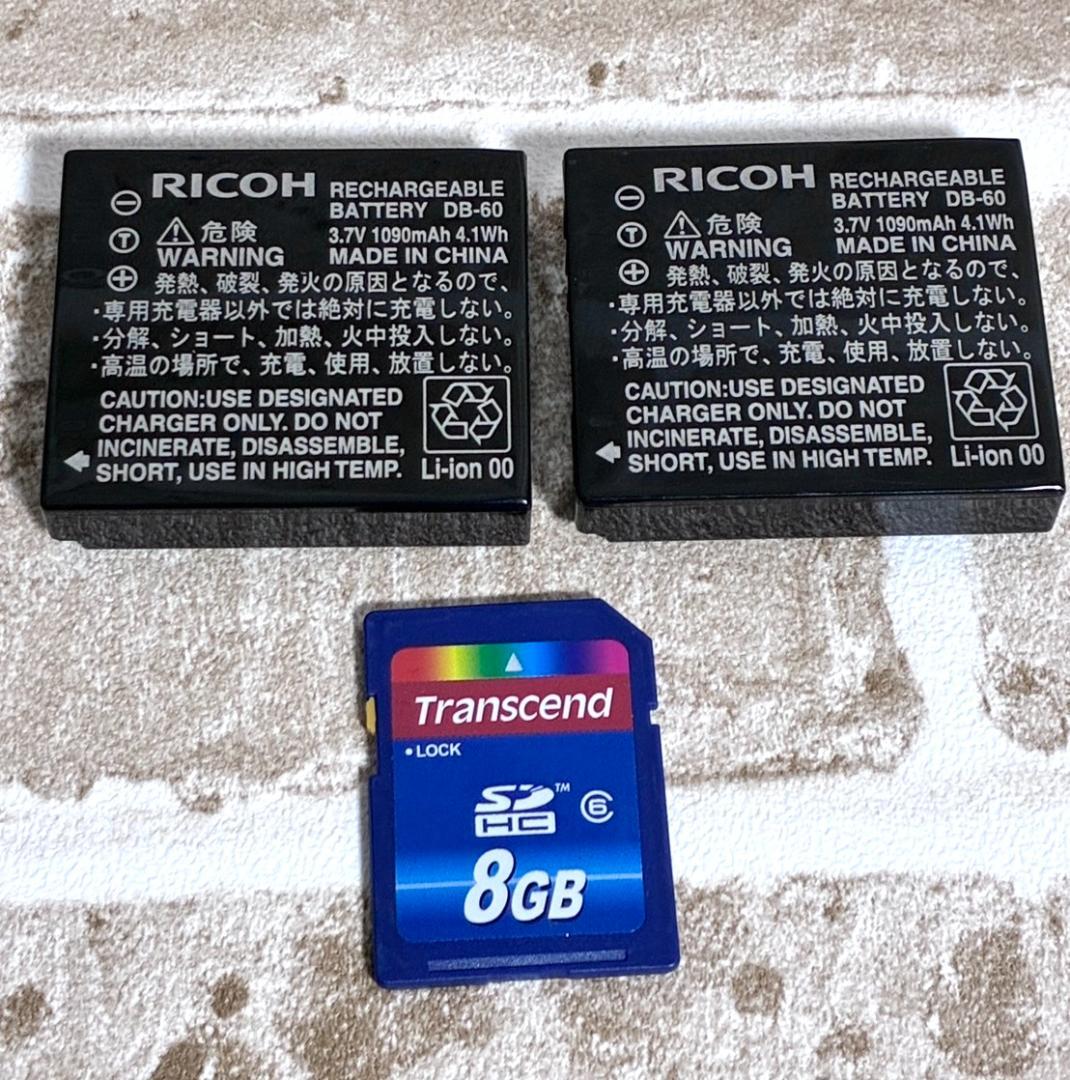 RICOH RECHARGEABLE
BATTERY DB-60
危険 3.7V 1090mAh 4.1Wh
WARNING MADE IN CHINA
発熱、破裂、発火の原因となるので、
・専用充電器以外では絶対に充電しない。
・分解、ショート、加熱、火中投入しない。
・高温の場所で、充電、使用、放置しない。
CAUTION:USE DESIGNATED
CHARGER ONLY. DO NOT
INCINERATE, DISASSEMBLE,
SHORT, USE IN HIGH TEMP. Li-ion 00
RICOH RECHARGEABLE
BATTERY DB-60
危険 3.7V 1090mAh 4.1Wh
WARNING MADE IN CHINA
発熱、破裂、発火の原因となるので、
・専用充電器以外では絶対に充電しない。
・分解、ショート、加熱、火中投入しない。
・高温の場所で、充電、使用、放置しない。
CAUTION:USE DESIGNATED
CHARGER ONLY. DO NOT
INCINERATE, DISASSEMBLE,
SHORT, USE IN HIGH TEMP. Li-ion 00
Transcend
•LOCK
SD™ 6
HC
8GB